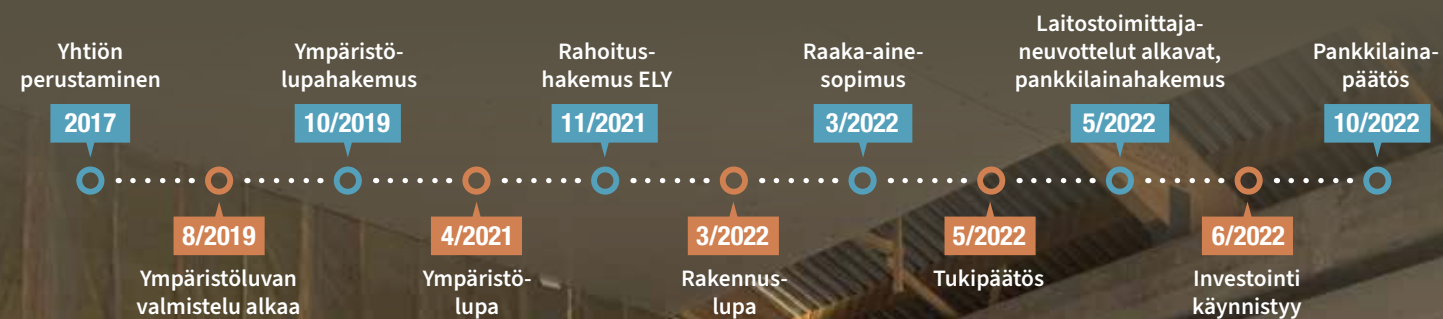 Yhtiön
perustaminen
2017
8/2019
Ympäristöluvan
valmistelu alkaa
Ympäristö-
lupahakemus
10/2019
4/2021
Ympäristö-
lupa
Rahoitus-
hakemus ELY
11/2021
3/2022
Rakennus-
lupa
Raaka-aine-
sopimus
3/2022
5/2022
Tukipäätös
Laitostoimittaja-
neuvottelut alkavat,
pankkilainahakemus
5/2022
6/2022
Investointi
käynnistyy
Pankkilaina-
päätös
10/2022